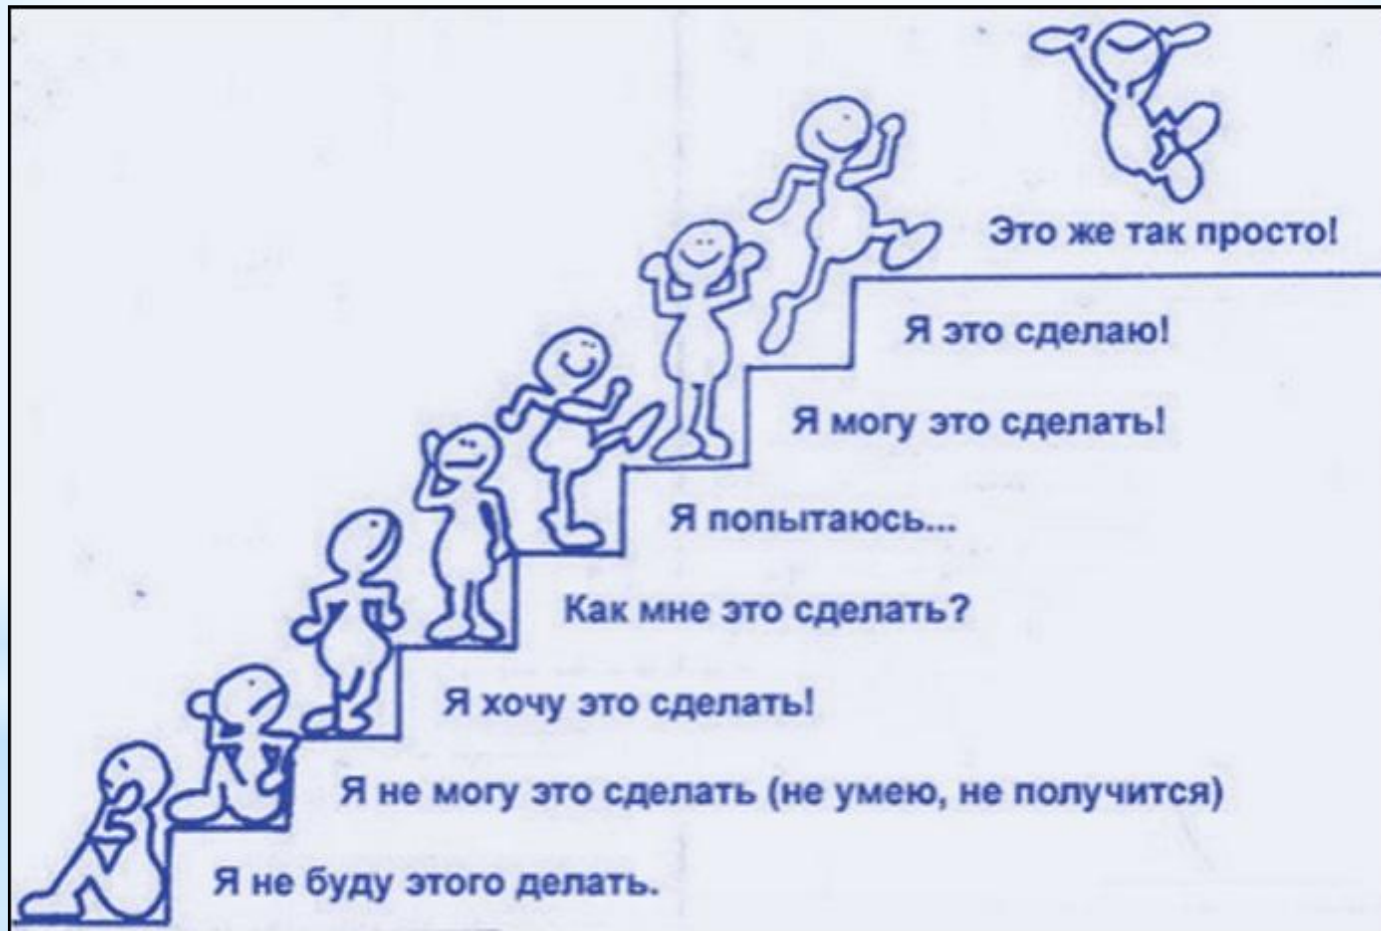 Это же так просто!
Я это сделаю!
Я могу это сделать!
Я попытаюсь...
Как мне это сделать?
Я хочу это сделать!
Я не могу это сделать (не умею, не получится)
Я не буду этого делать.